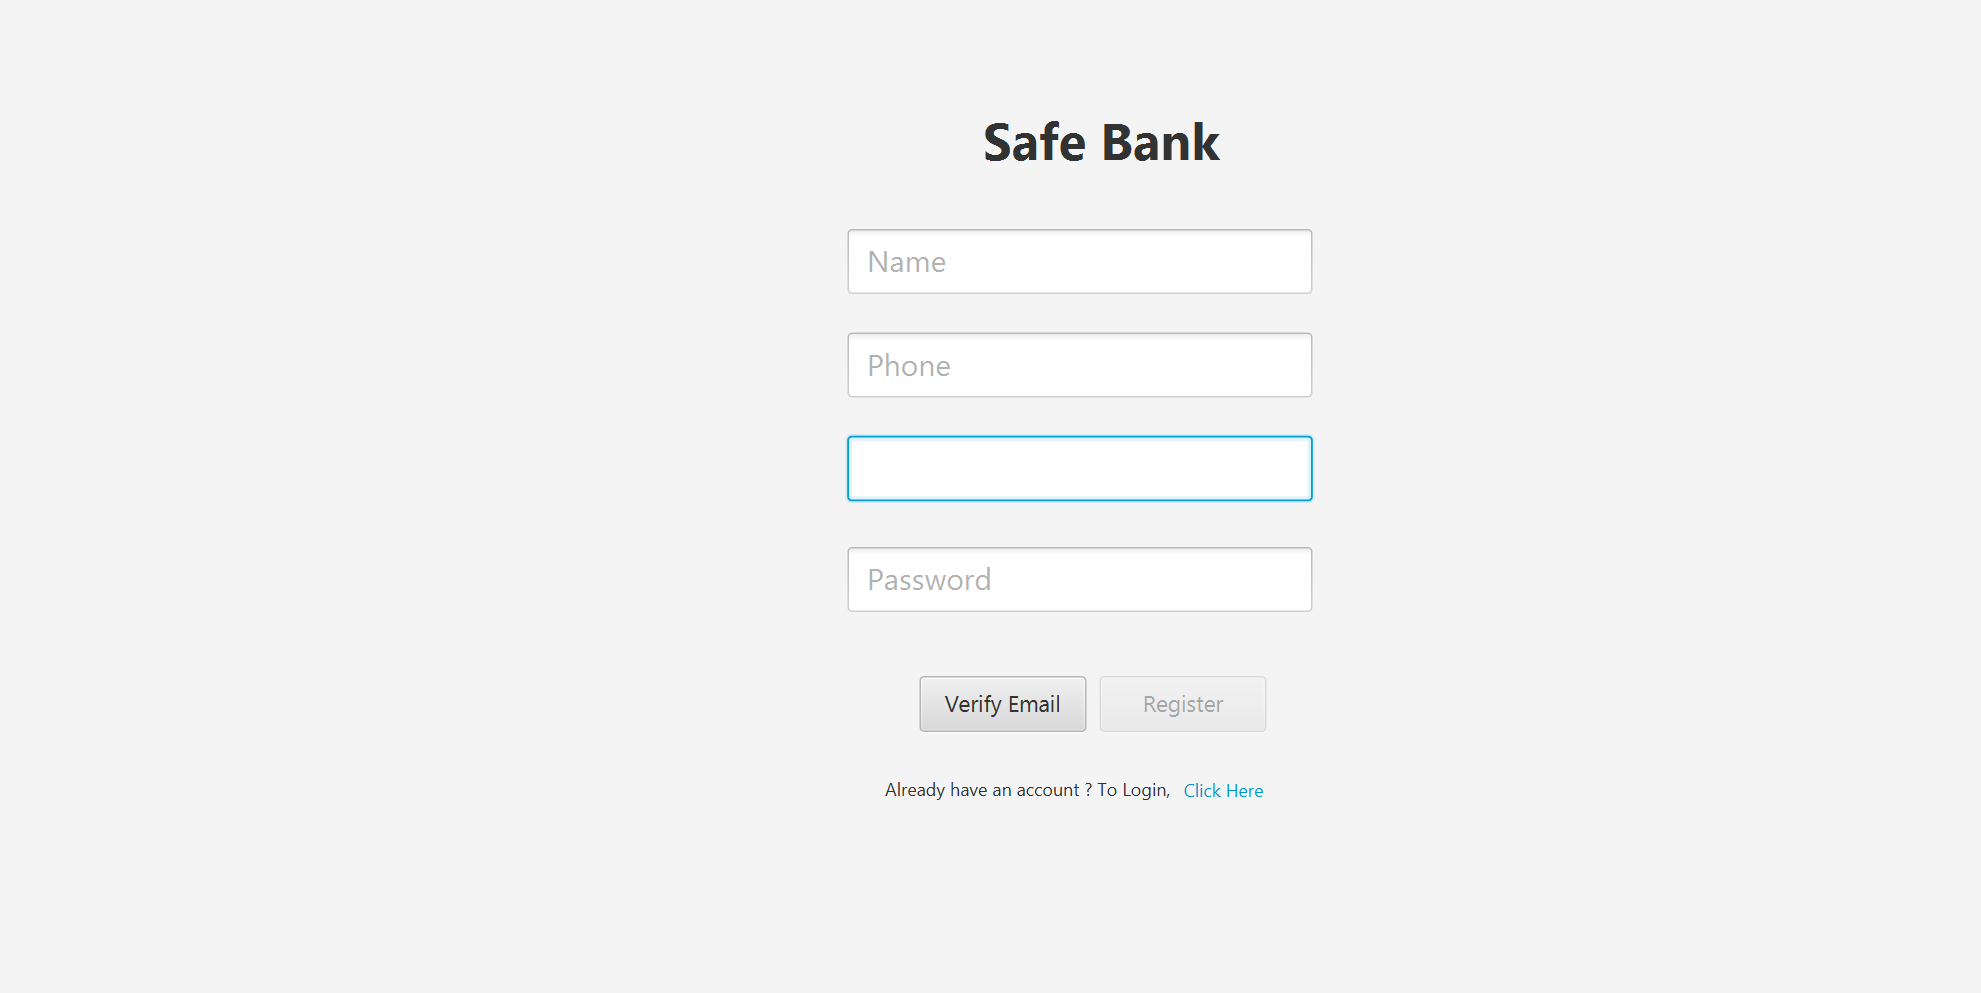 Safe Bank
Name
Phone
Password
Verify Email Register
Already have an account ? To Login, Click Here